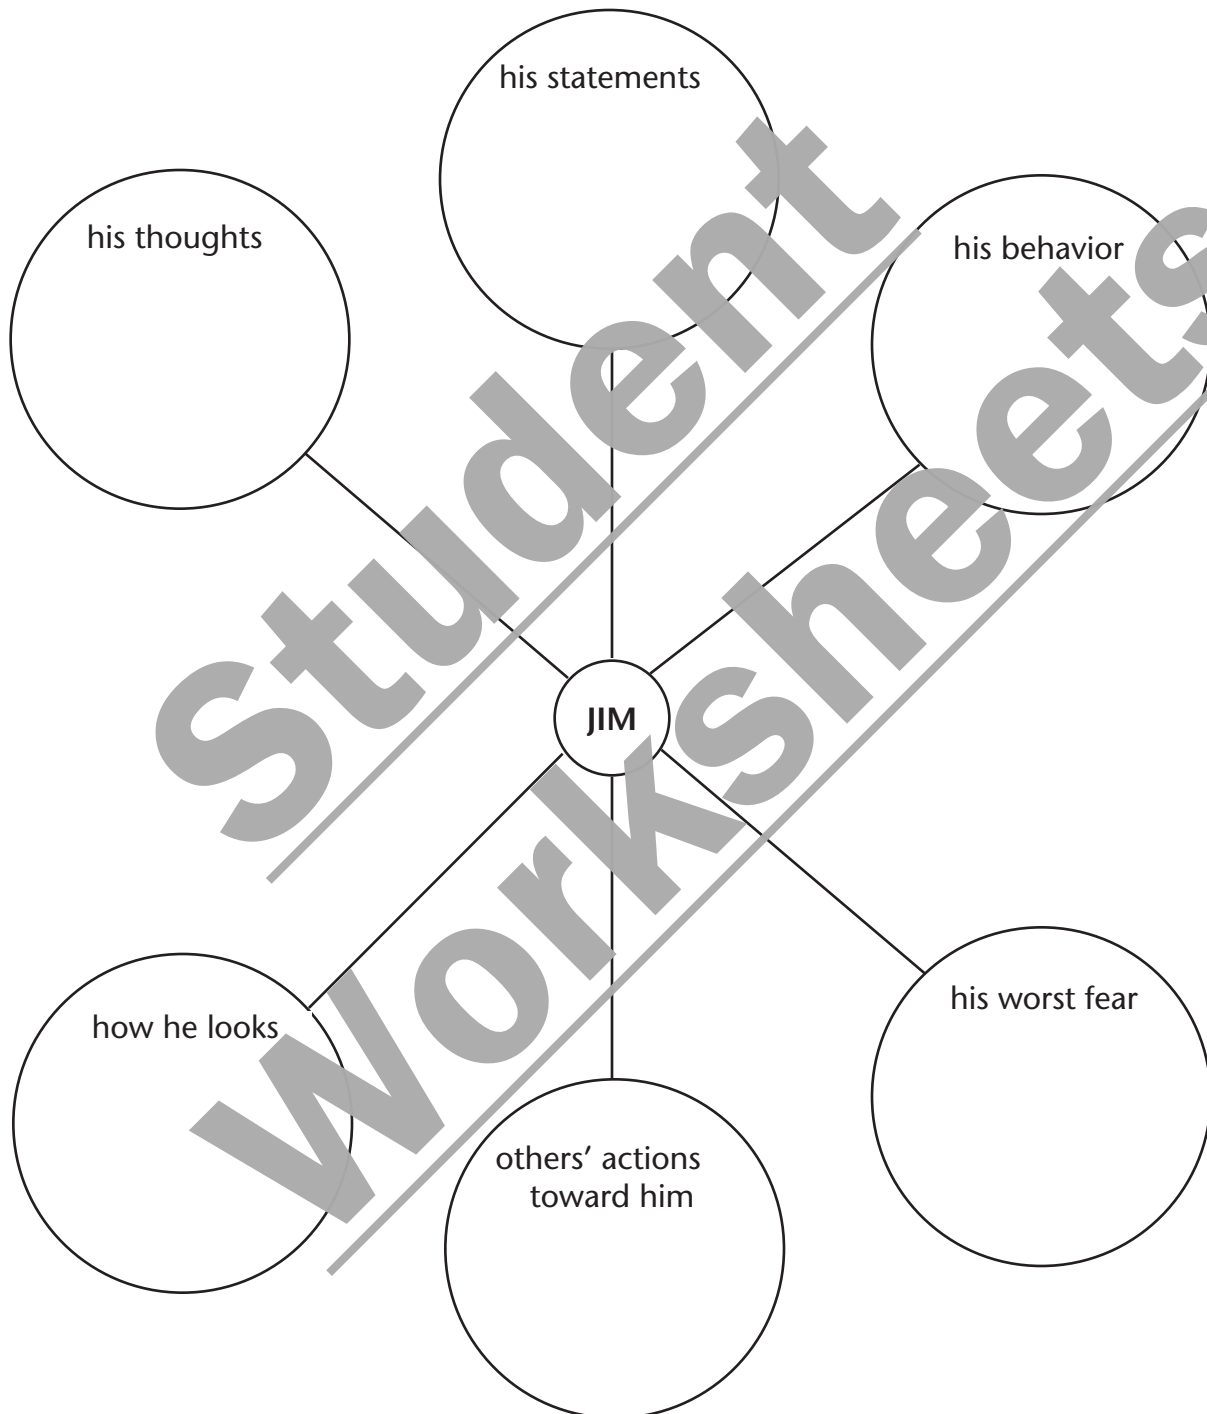 his statements
his thoughts
his behavior
JIM
how he looks
his worst fear
others’ actions
toward him
Student
Worksheets